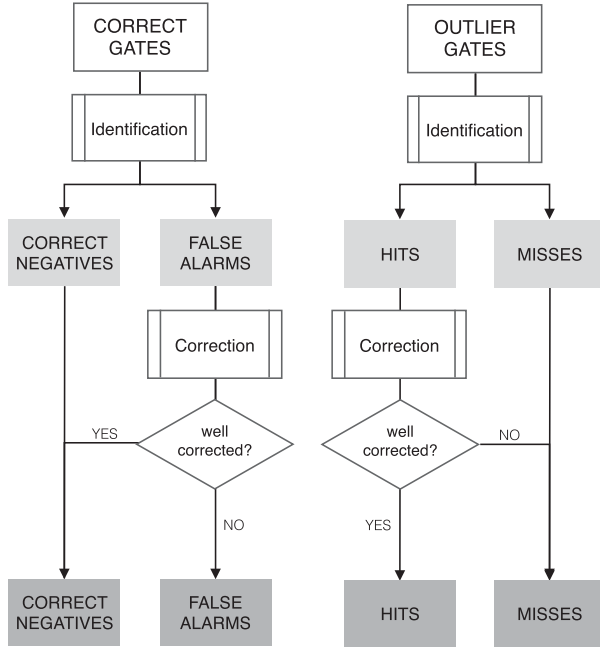 CORRECT
GATES
OUTLIER
GATES
Identification
Identification
CORRECT
NEGATIVES
FALSE
ALARMS
HITS
MISSES
Correction
Correction
YES
well
corrected?
well
corrected?
NO
NO
YES
CORRECT
NEGATIVES
FALSE
ALARMS
HITS
MISSES